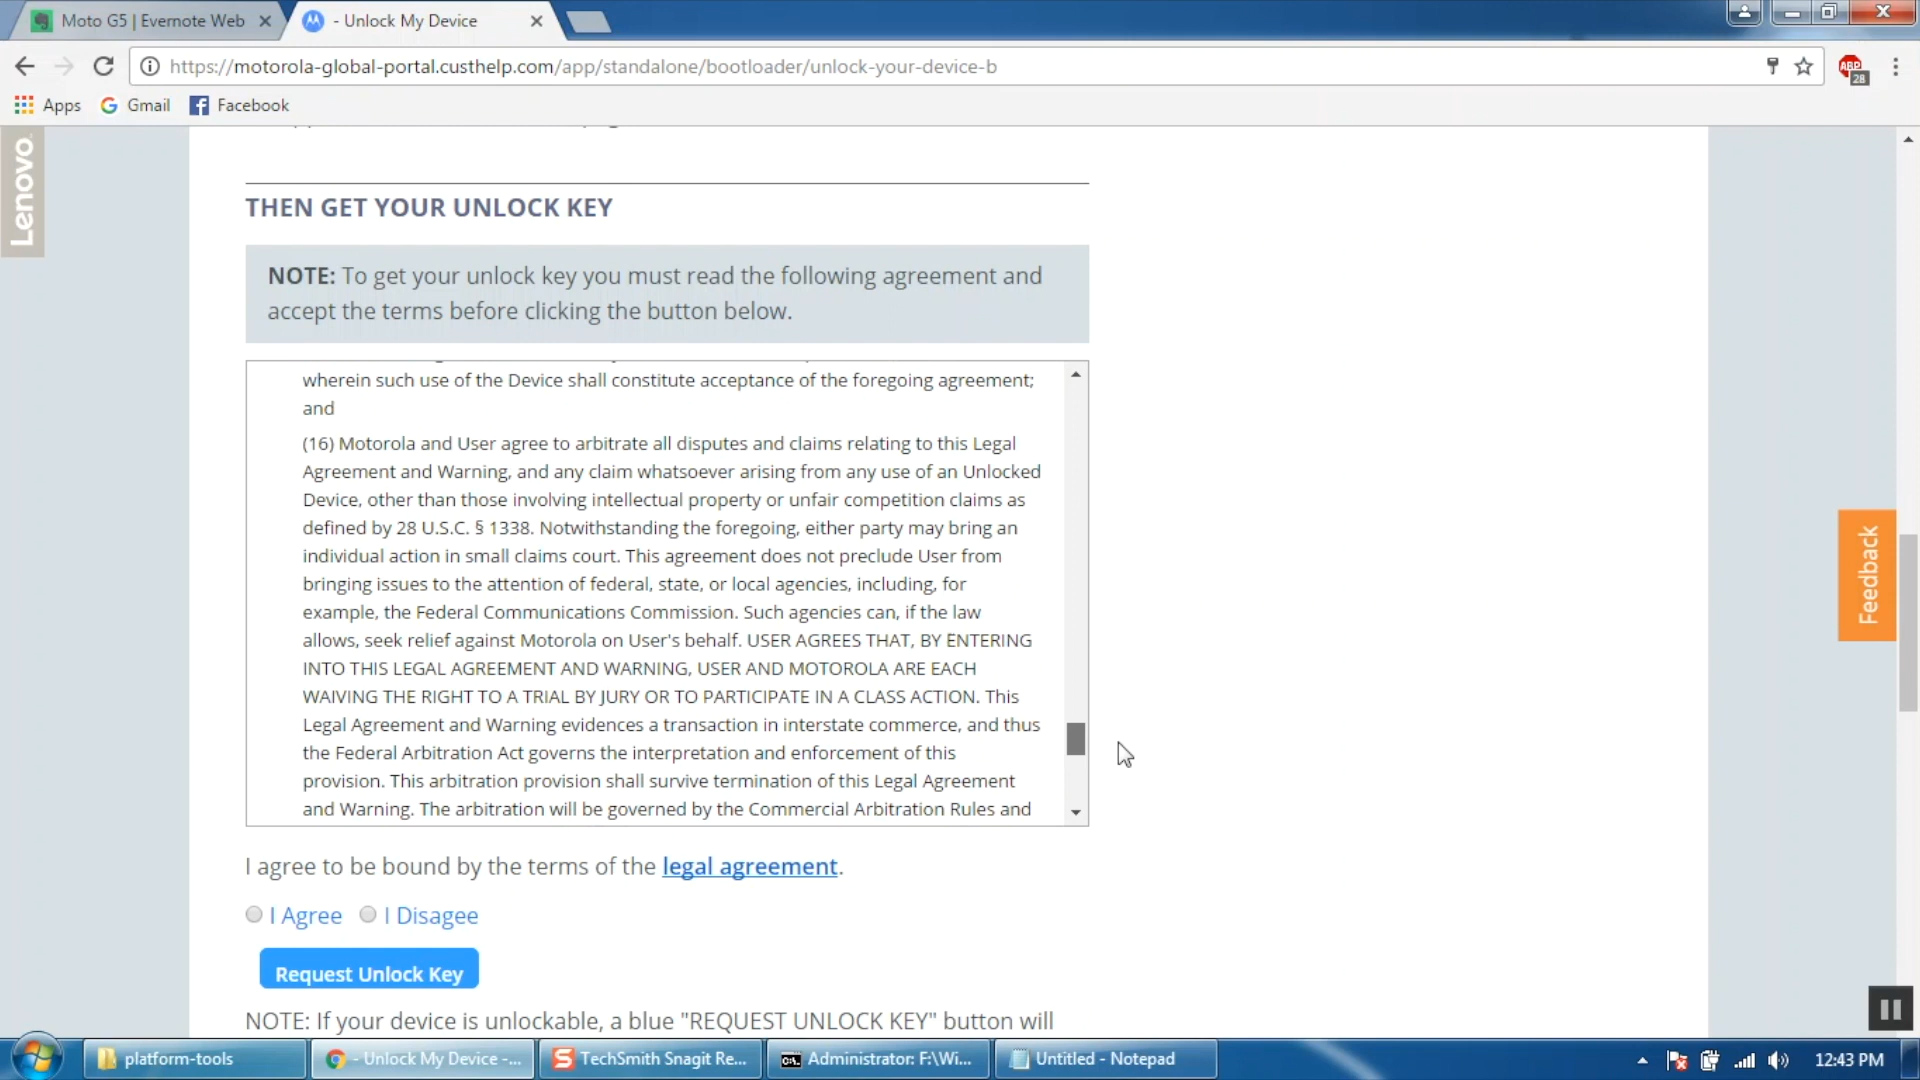 Moto G5 | Evernote Web
- Unlock My Device
https://motorola-global-portal.custhelp.com/app/standalone/bootloader/unlock-your-device-b
ABP
28
Apps
Gmail
Facebook
Lenovo
THEN GET YOUR UNLOCK KEY
NOTE: To get your unlock key you must read the following agreement and
accept the terms before clicking the button below.
wherein such use of the Device shall constitute acceptance of the foregoing agreement;
and
(16) Motorola and User agree to arbitrate all disputes and claims relating to this Legal
Agreement and Warning, and any claim whatsoever arising from any use of an Unlocked
Device, other than those involving intellectual property or unfair competition claims as
defined by 28 U.S.C. § 1338. Notwithstanding the foregoing, either party may bring an
individual action in small claims court. This agreement does not preclude User from
bringing issues to the attention of federal, state, or local agencies, including, for
example, the Federal Communications Commission. Such agencies can, if the law
allows, seek relief against Motorola on User's behalf. USER AGREES THAT, BY ENTERING
INTO THIS LEGAL AGREEMENT AND WARNING, USER AND MOTOROLA ARE EACH
WAIVING THE RIGHT TO A TRIAL BY JURY OR TO PARTICIPATE IN A CLASS ACTION. This
Legal Agreement and Warning evidences a transaction in interstate commerce, and thus
the Federal Arbitration Act governs the interpretation and enforcement of this
provision. This arbitration provision shall survive termination of this Legal Agreement
and Warning. The arbitration will be governed by the Commercial Arbitration Rules and
Feedback
I agree to be bound by the terms of the legal agreement.
I Agree
I Disagee
Request Unlock Key
NOTE: If your device is unlockable, a blue "REQUEST UNLOCK KEY" button will
platform-tools
- Unlock My Device -...
TechSmith Snagit Re...
Administrator: F:\Wi...
Untitled - Notepad
12:43 PM